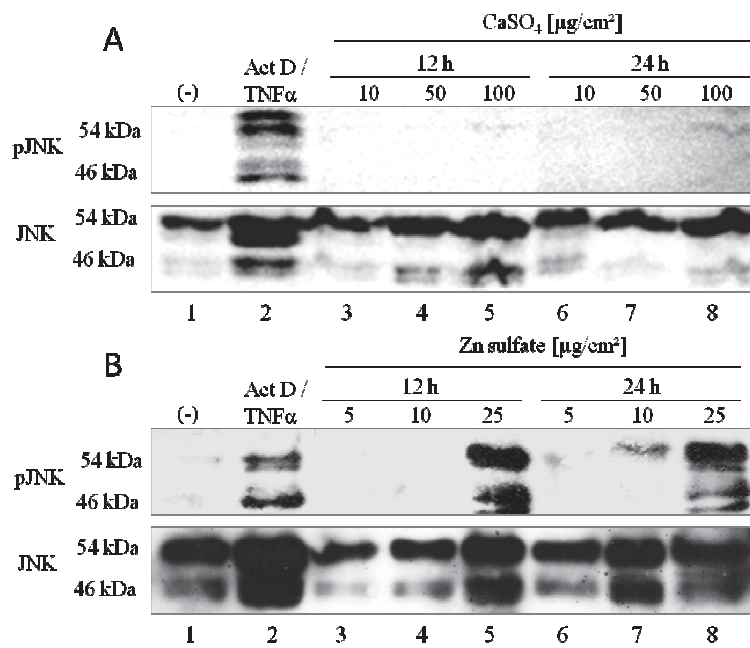 A
CaSO₄ [µg/cm²]
Act D / 12 h 24 h
(-) TNFα 10 50 100 10 50 100
54 kDa
pJNK
46 kDa
54 kDa
JNK
46 kDa
1 2 3 4 5 6 7 8
B
Zn sulfate [µg/cm²]
Act D / 12 h 24 h
(-) TNFα 5 10 25 5 10 25
54 kDa
pJNK
46 kDa
54 kDa
JNK
46 kDa
1 2 3 4 5 6 7 8